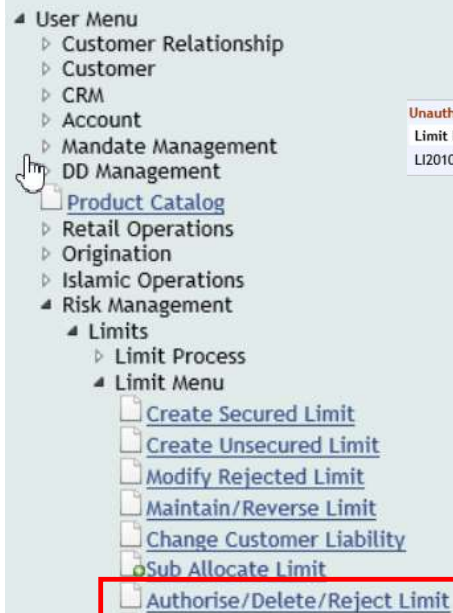 User Menu
Customer Relationship
Customer
CRM
Account
Mandate Management
DD Management
Product Catalog
Retail Operations
Origination
Islamic Operations
Risk Management
Limits
Limit Process
Limit Menu
Create Secured Limit
Create Unsecured Limit
Modify Rejected Limit
Maintain/Reverse Limit
Change Customer Liability
Sub Allocate Limit
Authorise/Delete/Reject Limit
Unauth
Limit
LI2010